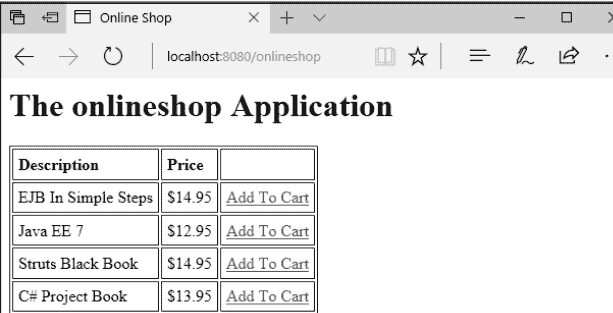 Online Shop
localhost:8080/onlineshop
The onlineshop Application
Description Price
EJB In Simple Steps $14.95 Add To Cart
Java EE 7 $12.95 Add To Cart
Struts Black Book $14.95 Add To Cart
C# Project Book $13.95 Add To Cart